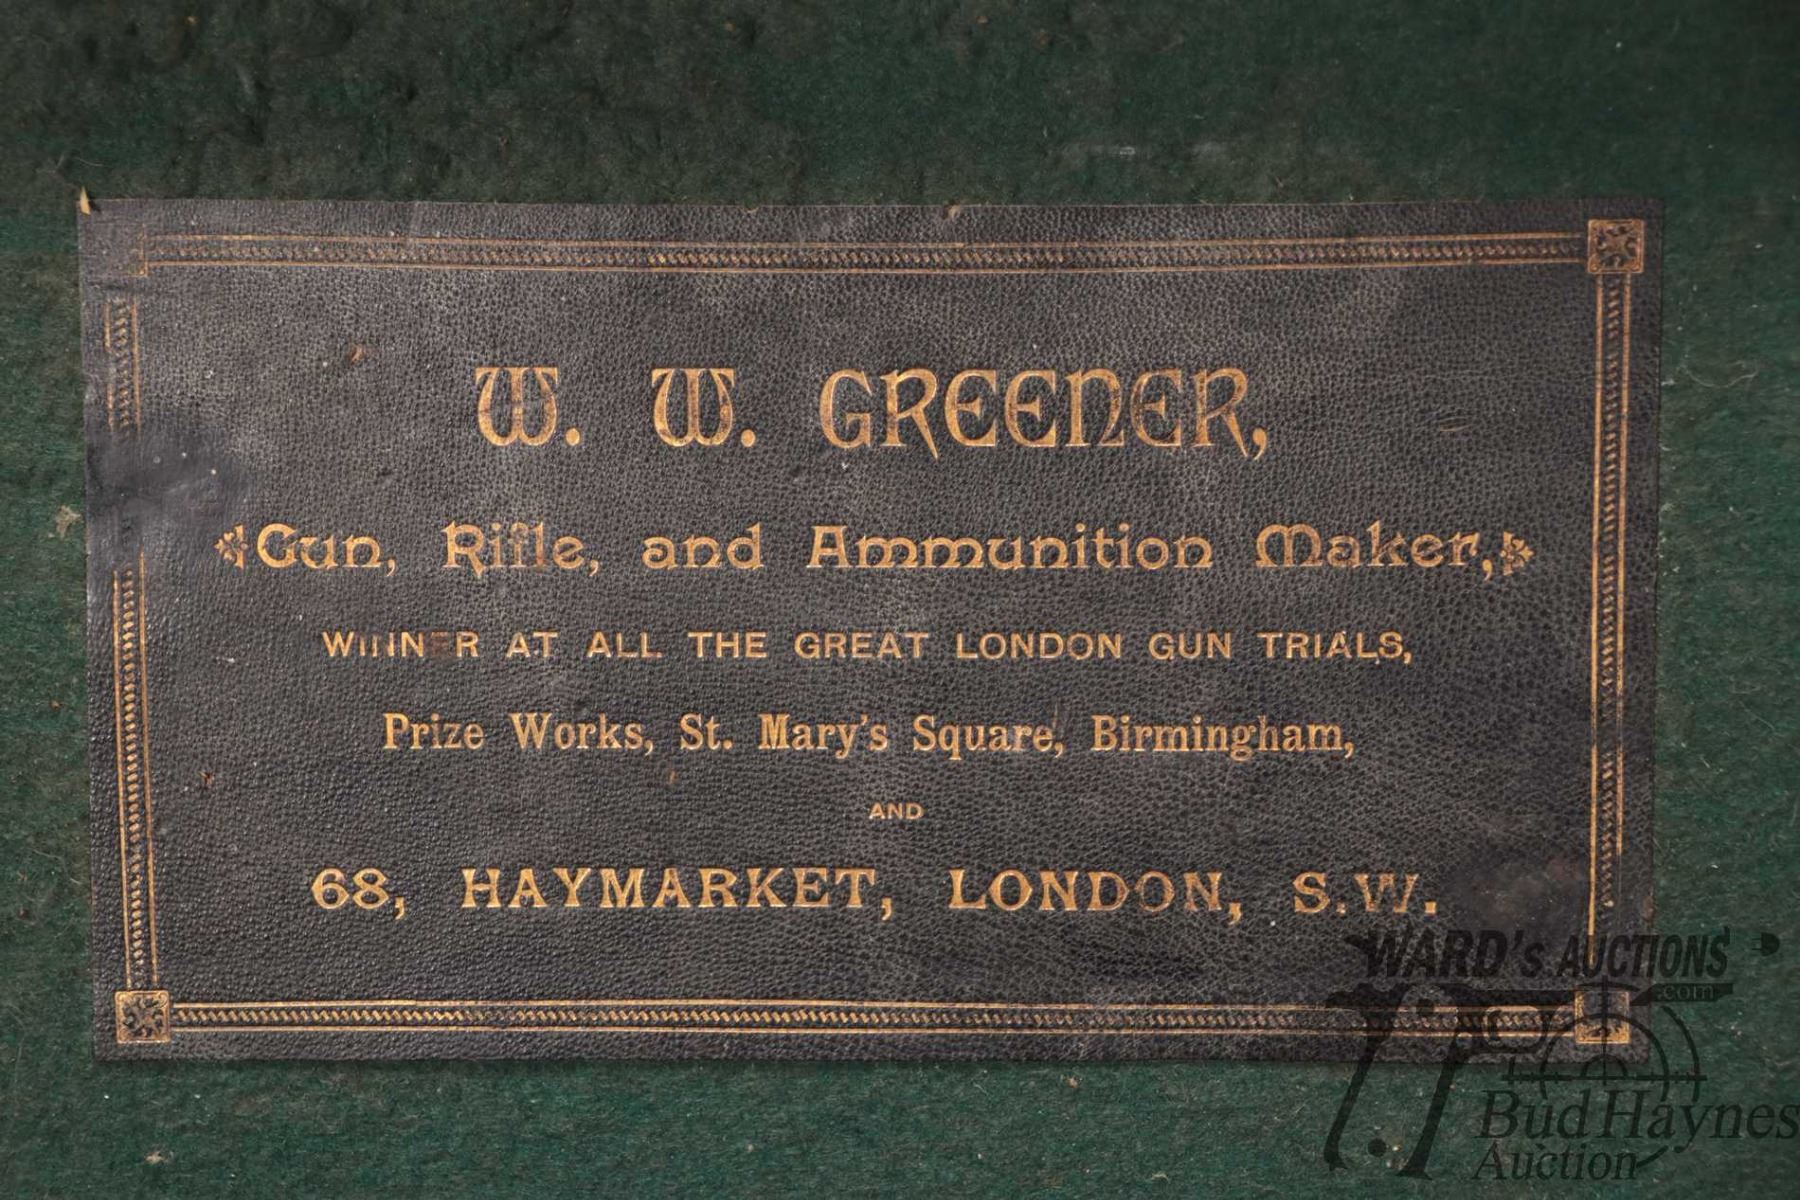 W. W. GREENER,
Gun, Rifle, and Ammunition Maker,
WINNER AT ALL THE GREAT LONDON GUN TRIALS,
Prize Works, St. Mary's Square, Birmingham,
AND
68, HAYMARKET, LONDON, S.W.
WARD's AUCTIONS
.com
Bud Haynes
Auction